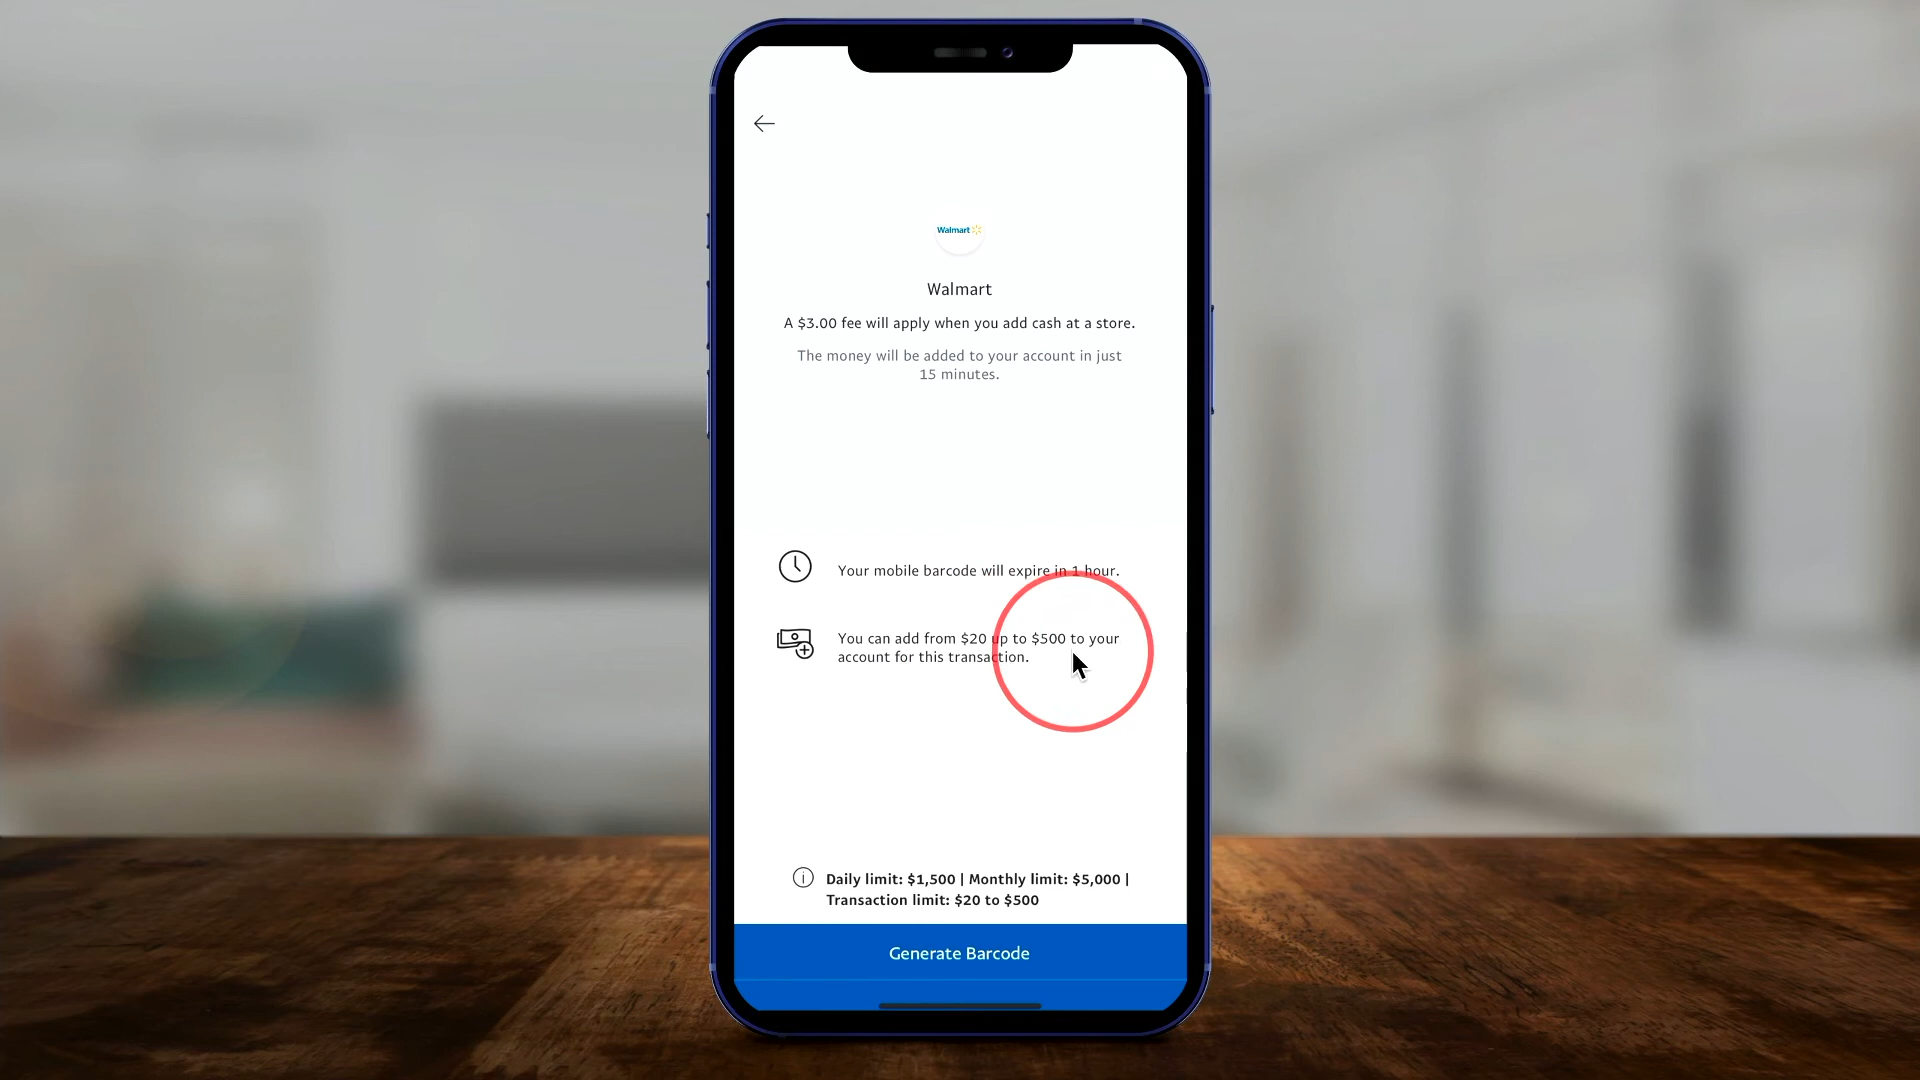 Walmart
Walmart
A $3.00 fee will apply when you add cash at a store.
The money will be added to your account in just
15 minutes.
Your mobile barcode will expire in 1 hour.
You can add from $20 up to $500 to your
account for this transaction.
Daily limit: $1,500 | Monthly limit: $5,000 |
Transaction limit: $20 to $500
Generate Barcode